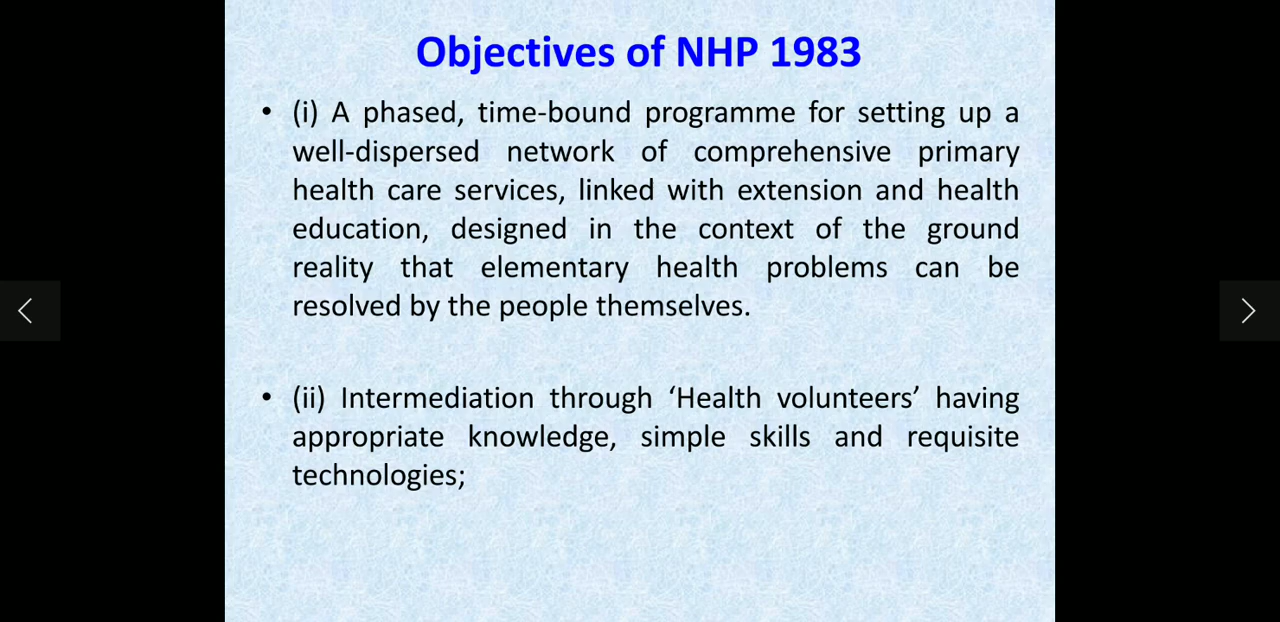 Objectives of NHP 1983
• (i) A phased, time-bound programme for setting up a
well-dispersed network of comprehensive primary
health care services, linked with extension and health
education, designed in the context of the ground
reality that elementary health problems can be
resolved by the people themselves.
• (ii) Intermediation through ‘Health volunteers’ having
appropriate knowledge, simple skills and requisite
technologies;